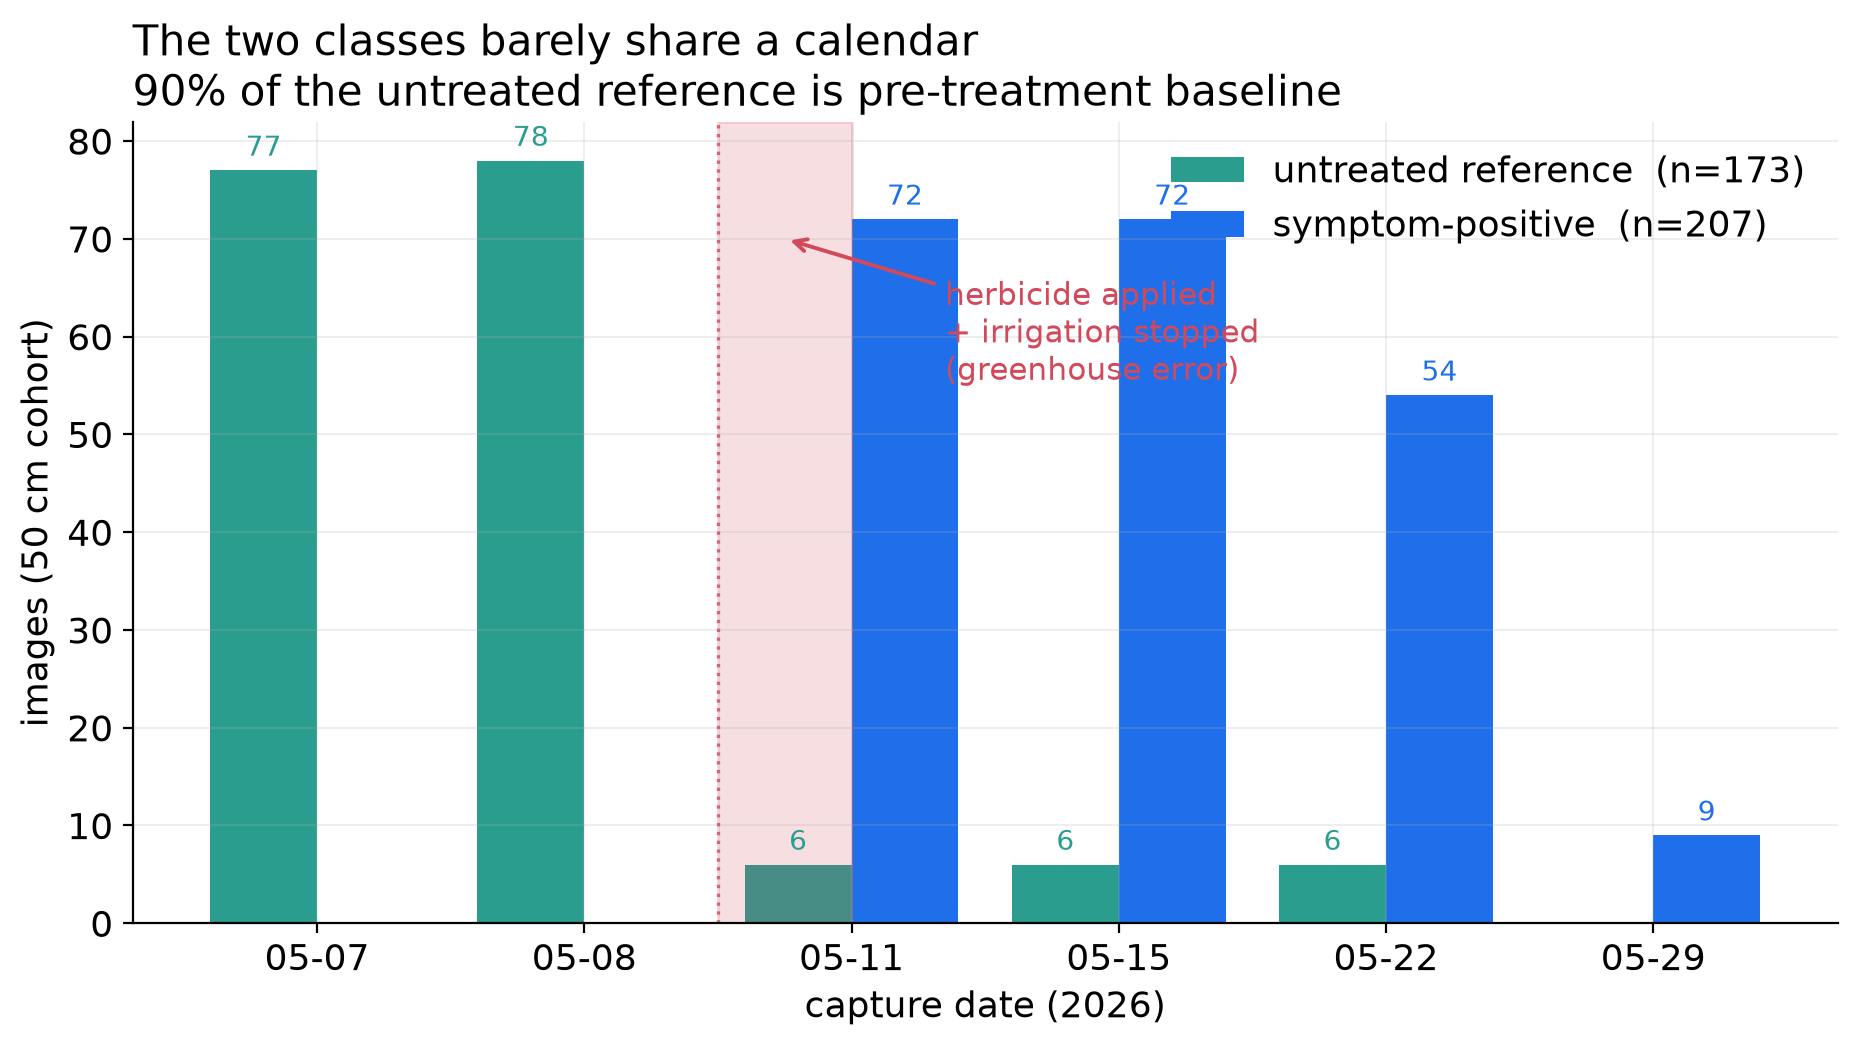 The two classes barely share a calendar
90% of the untreated reference is pre-treatment baseline
images (50 cm cohort)
80
70
60
50
40
30
20
10
0
77
78
6
72
6
72
6
54
9
untreated reference (n=173)
symptom-positive (n=207)
herbicide applied
+ irrigation stopped
(greenhouse error)
05-07
05-08
05-11
05-15
05-22
05-29
capture date (2026)